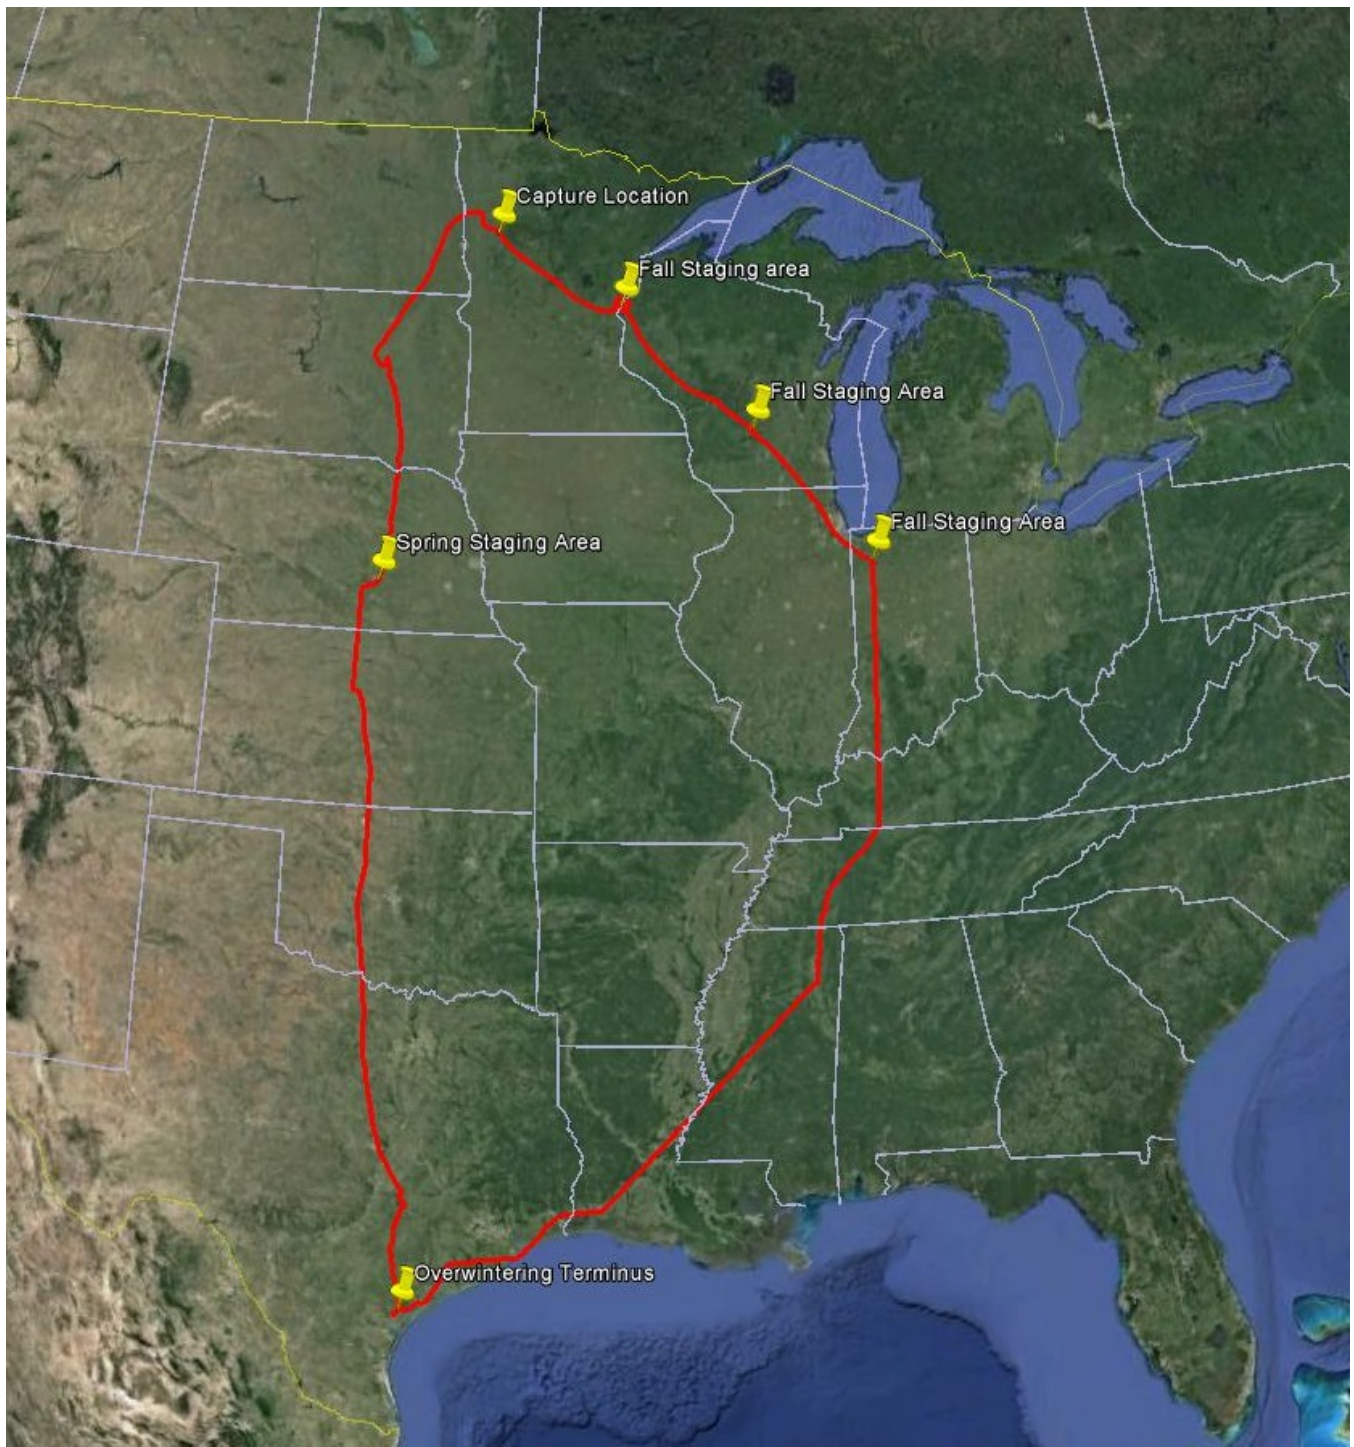 Capture Location
Fall Staging area
Fall Staging Area
Fall Staging Area
Spring Staging Area
Overwintering Terminus